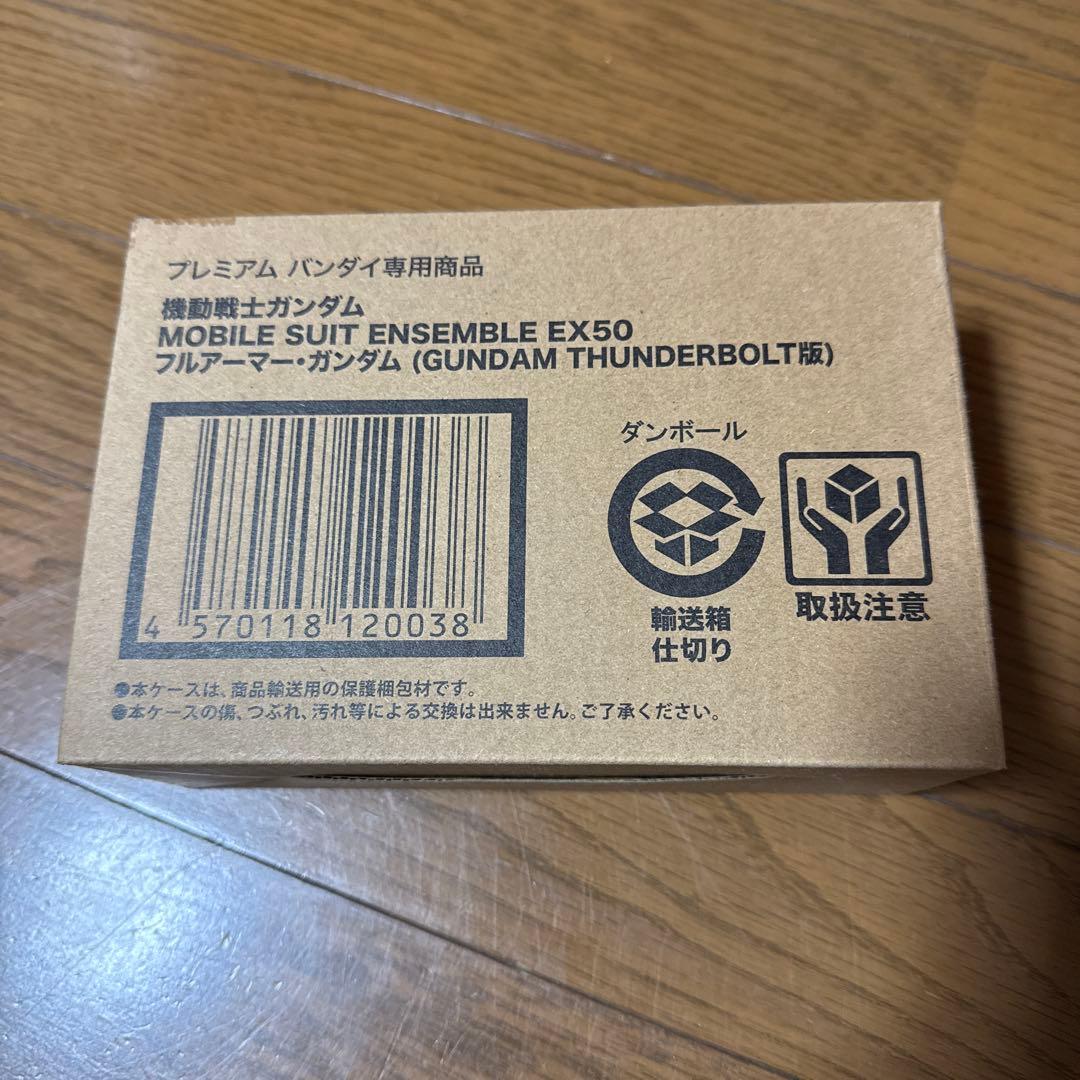 プレミアム バンダイ専用商品
機動戦士ガンダム
MOBILE SUIT ENSEMBLE EX50
フルアーマー・ガンダム (GUNDAM THUNDERBOLT版)
4 570118 120038
ダンボール
輸送箱
仕切り
取扱注意
●本ケースは、商品輸送用の保護梱包材です。
●本ケースの傷、つぶれ、汚れ等による交換は出来ません。ご了承ください。